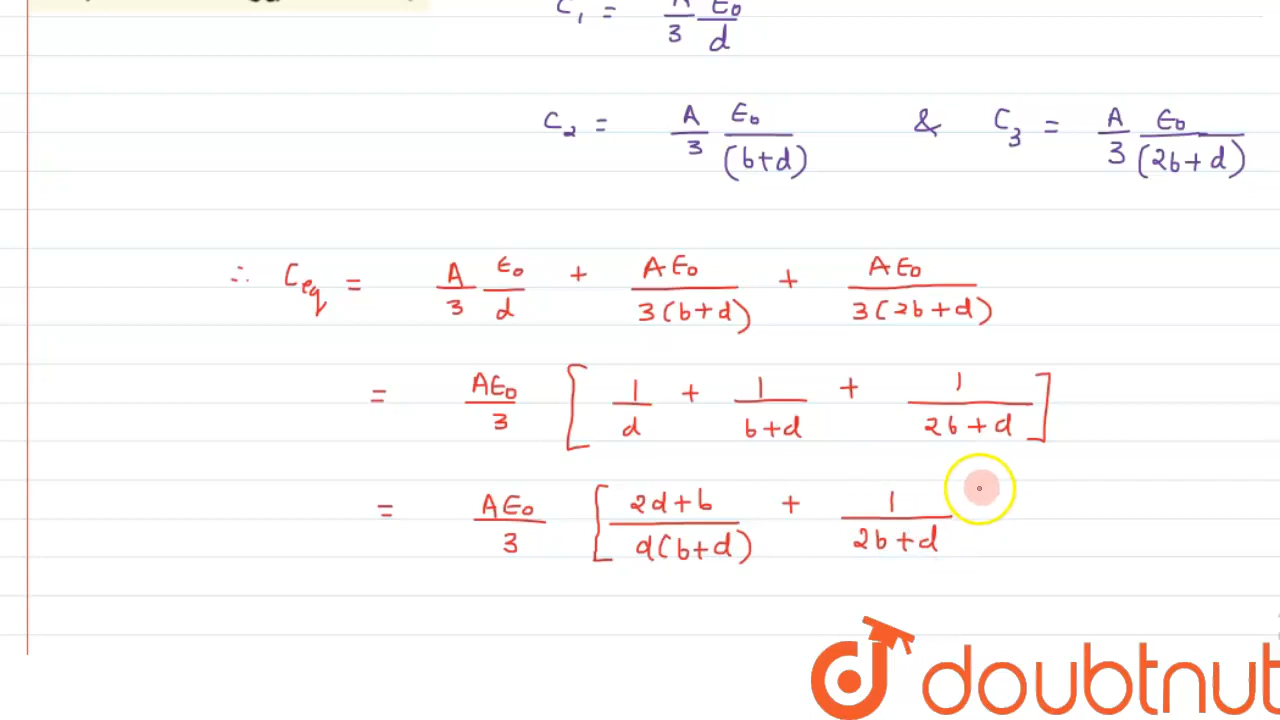 C₁ = A/3 ε₀/d
C₂ = A/3 ε₀/(b+d) & C₃ = A/3 ε₀/(2b+d)
∴ Ceq = A/3 ε₀/d + Aε₀/3(b+d) + Aε₀/3(2b+d)
= Aε₀/3 [ 1/d + 1/b+d + 1/2b+d ]
= Aε₀/3 [ 2d+b/d(b+d) + 1/2b+d
doubtnut